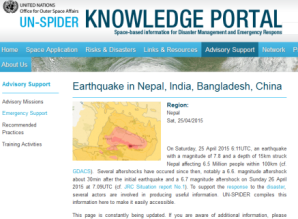 UNITED NATIONS
Office for Outer Space Affairs
UN-SPIDER KNOWLEDGE PORTAL
Space-based information for Disaster Management and Emergency Respons
Home Space Application Risks & Disasters Links & Resources Advisory Support Network P
About Us
Advisory Support
Advisory Missions
Emergency Support
Recommended
Practices
Training Activities
Earthquake in Nepal, India, Bangladesh, China
Region:
Nepal
Sat, 25/04/2015
On Saturday, 25 April 2015 6.11UTC, an earthquake
with a magnitude of 7.8 and a depth of 15km struck
Nepal affecting 6.5 Million people within 100km (cf.
GDACS). Several aftershocks have occured since then, notably a 6.6 magnitude aftershock
about 30min after the initial earthquake and a 6.7 magnitude aftershock on Sunday 26 April
2015 at 7.09UTC (cf. JRC Situation report No.1). To support the response to the disaster,
several actors are involved in producing useful information. UN-SPIDER compiles this
information here to make it easily accessible
This page is constantly being updated. If you are aware of additional information, please